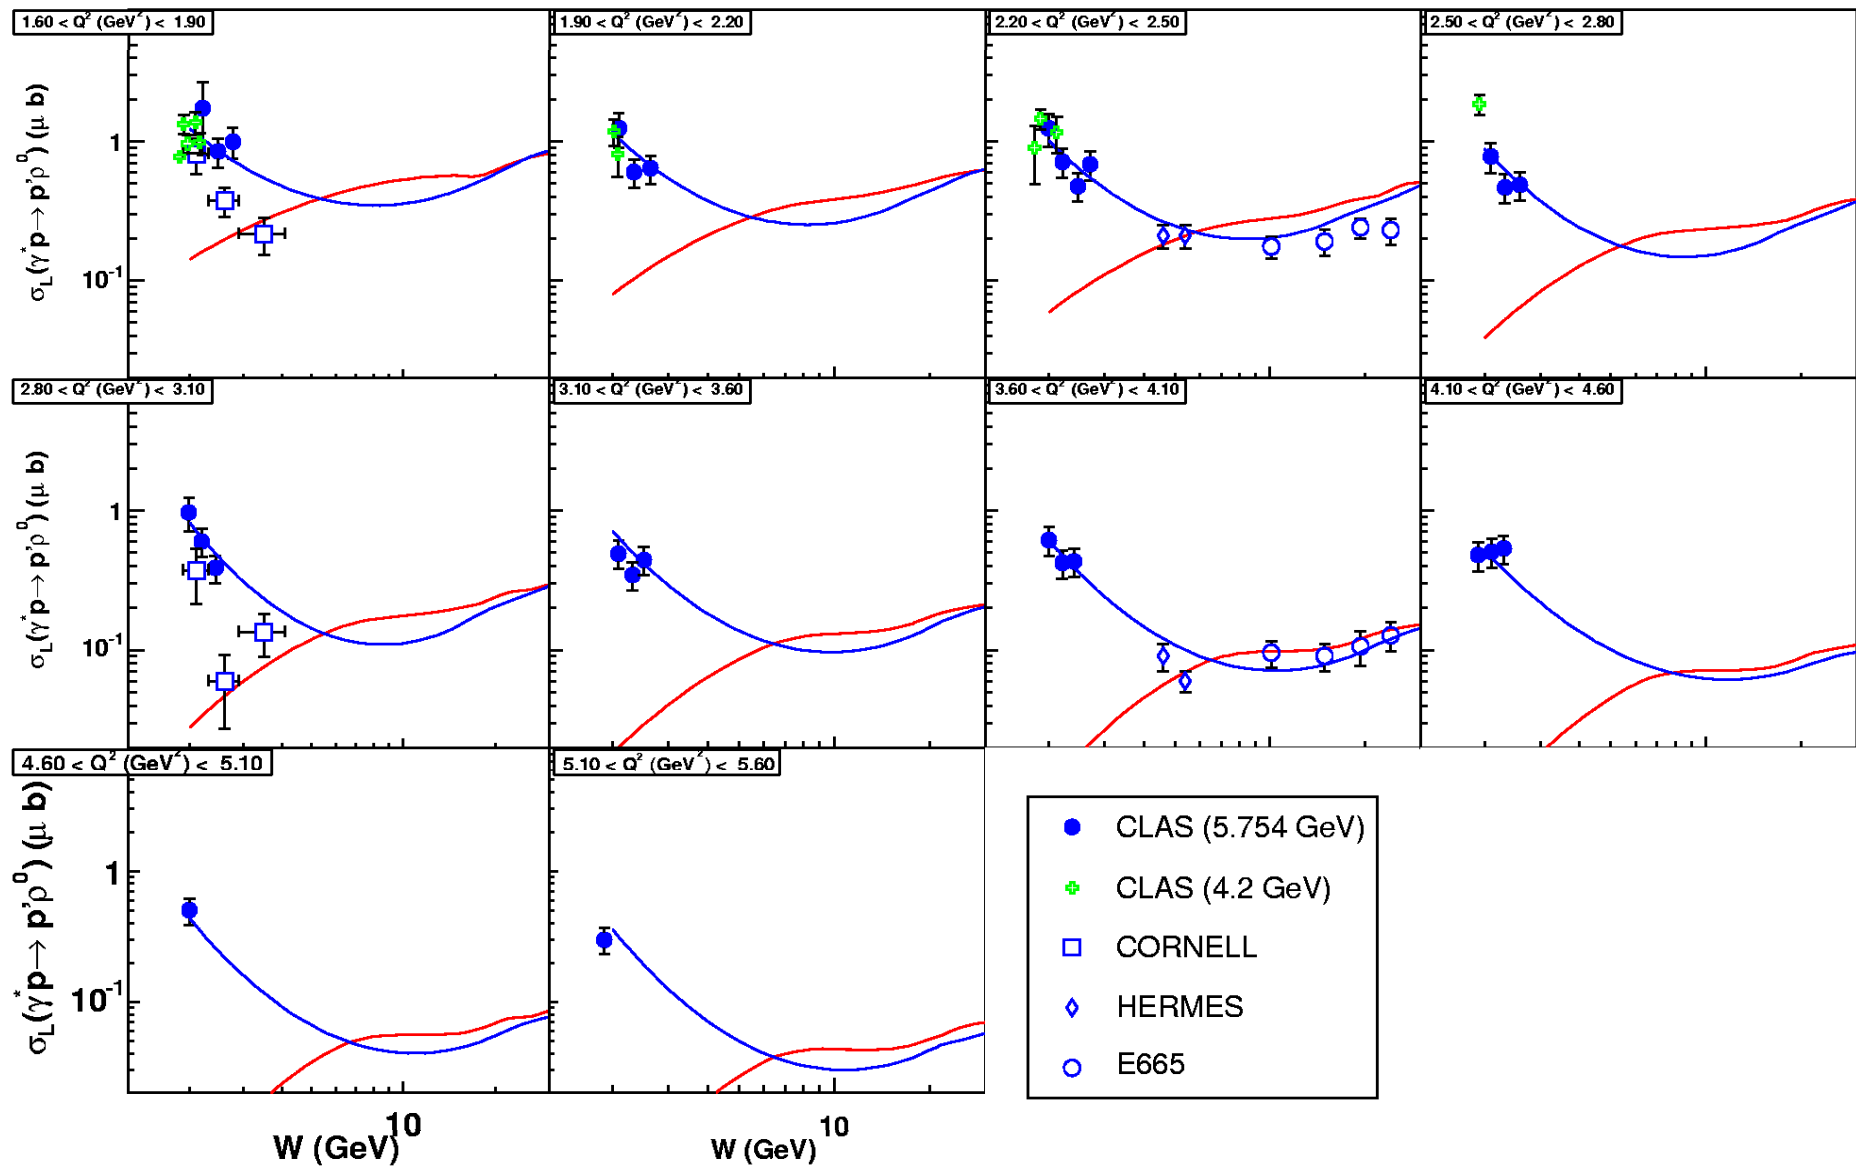 1.60 < Q² (GeV²) < 1.90
1.90 < Q² (GeV²) < 2.20
2.20 < Q² (GeV²) < 2.50
2.50 < Q² (GeV²) < 2.80
σ_L(γ* p→ p'ρ⁰) (μ b)
1
10⁻¹
2.80 < Q² (GeV²) < 3.10
3.10 < Q² (GeV²) < 3.60
3.60 < Q² (GeV²) < 4.10
4.10 < Q² (GeV²) < 4.60
σ_L(γ* p→ p'ρ⁰) (μ b)
1
10⁻¹
4.60 < Q² (GeV²) < 5.10
5.10 < Q² (GeV²) < 5.60
σ_L(γ* p→ p'ρ⁰) (μ b)
1
10⁻¹
10
W (GeV)
10
W (GeV)
CLAS (5.754 GeV)
CLAS (4.2 GeV)
CORNELL
HERMES
E665